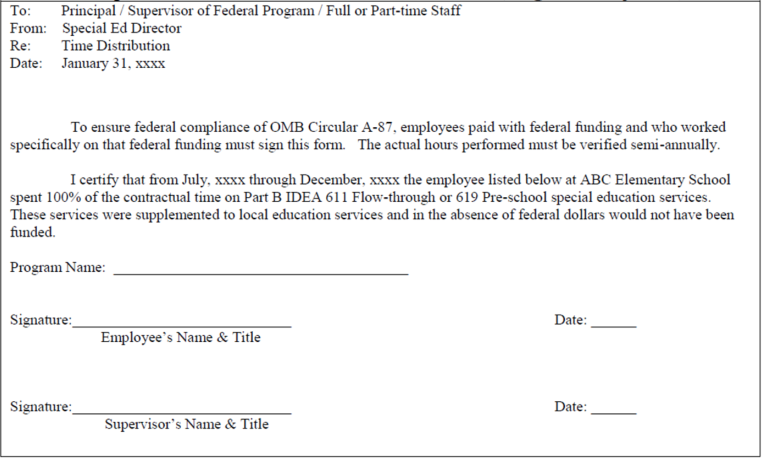 To: Principal / Supervisor of Federal Program / Full or Part-time Staff
From: Special Ed Director
Re: Time Distribution
Date: January 31, xxxx
To ensure federal compliance of OMB Circular A-87, employees paid with federal funding and who worked
specifically on that federal funding must sign this form. The actual hours performed must be verified semi-annually.
I certify that from July, xxxx through December, xxxx the employee listed below at ABC Elementary School
spent 100% of the contractual time on Part B IDEA 611 Flow-through or 619 Pre-school special education services.
These services were supplemented to local education services and in the absence of federal dollars would not have been
funded.
Program Name: ____________________
Signature:____________________ Date: ______
Employee's Name & Title
Signature:____________________ Date: ______
Supervisor's Name & Title